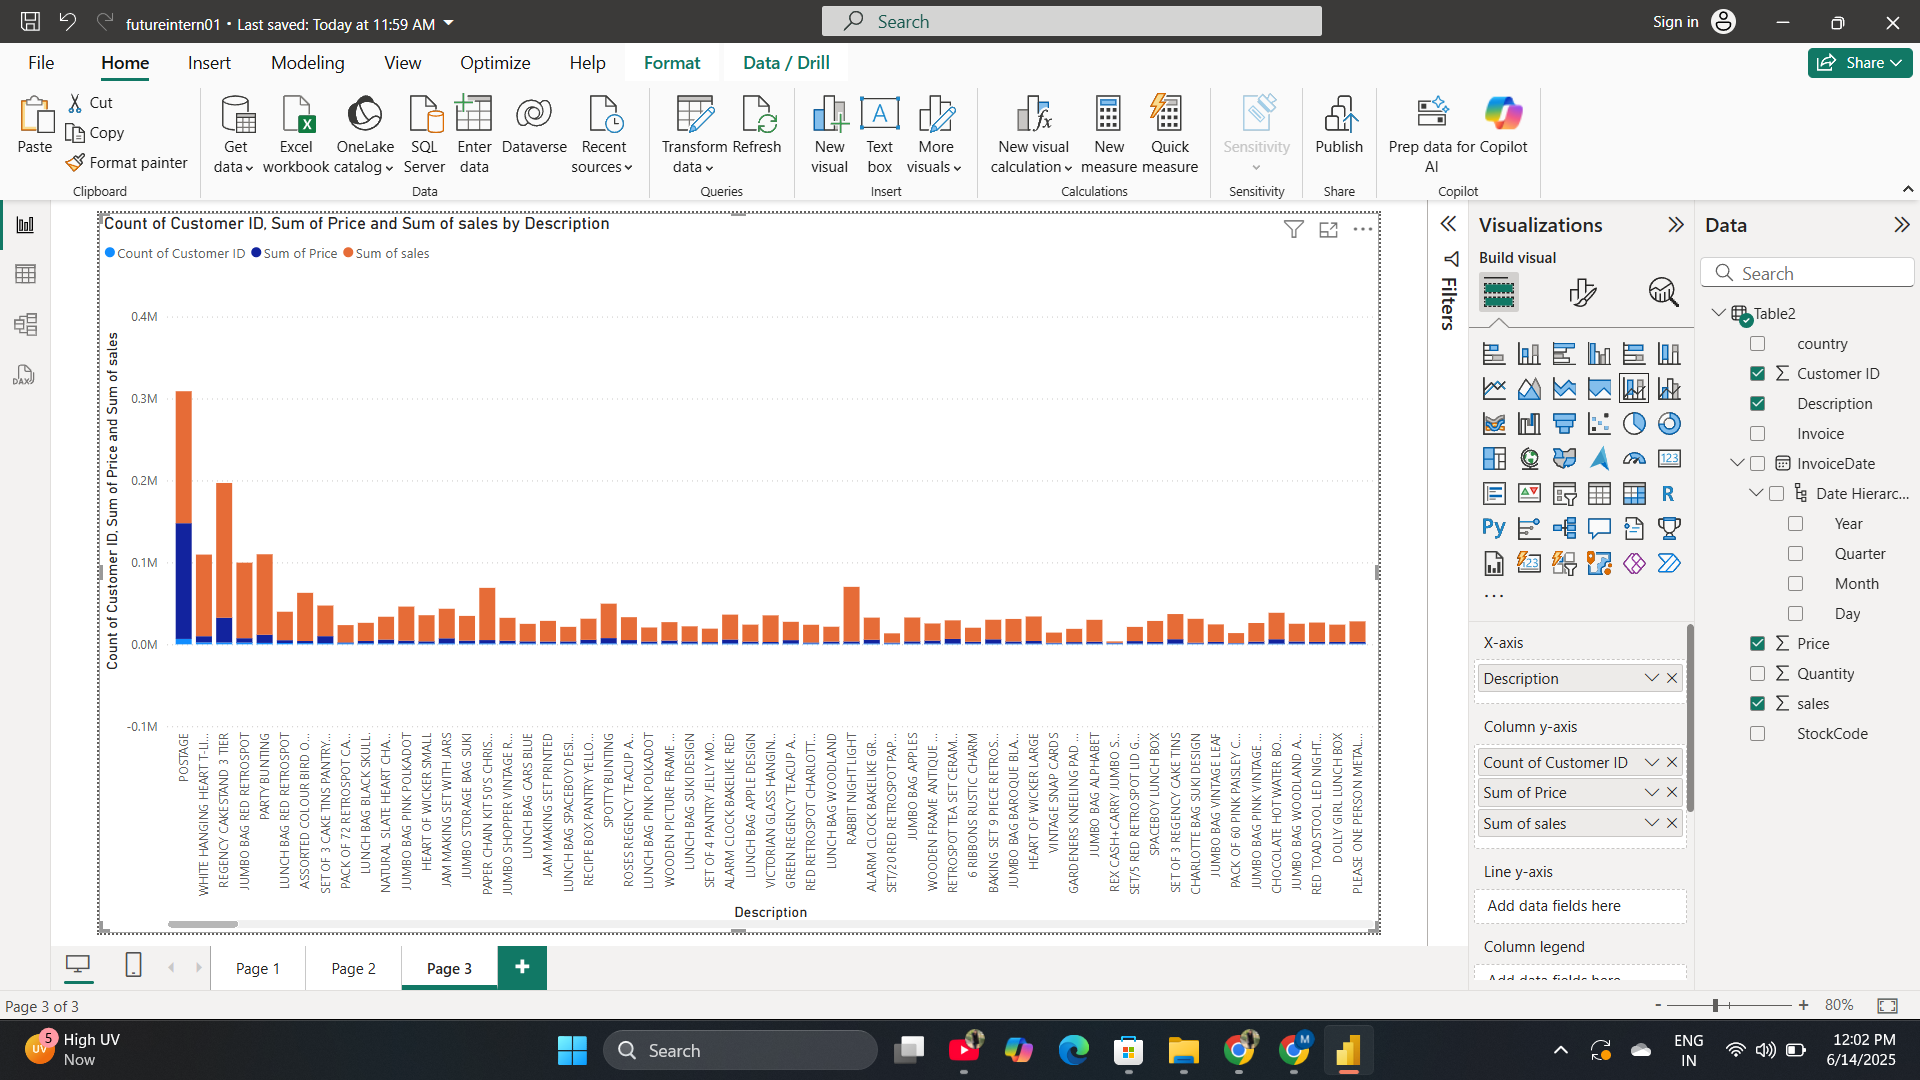 futureintern01 • Last saved: Today at 11:59 AM
Search
Sign in
File
Home
Insert
Modeling
View
Optimize
Help
Format
Data / Drill
Share
Paste
Cut
Copy
Format painter
Clipboard
Get data
Excel workbook
OneLake catalog
SQL Server
Enter data
Dataverse
Recent sources
Data
Transform data
Refresh
Queries
New visual
Text box
More visuals
Insert
New visual calculation
New measure
Quick measure
Calculations
Sensitivity
Sensitivity
Publish
Share
Prep data for AI
Copilot
Copilot
Count of Customer ID, Sum of Price and Sum of sales by Description
Count of Customer ID
Sum of Price
Sum of sales
Count of Customer ID, Sum of Price and Sum of sales
0.4M
0.3M
0.2M
0.1M
0.0M
-0.1M
POSTAGE
WHITE HANGING HEART T-LI...
REGENCY CAKESTAND 3 TIER
JUMBO BAG RED RETROSPOT
PARTY BUNTING
LUNCH BAG RED RETROSPOT
ASSORTED COLOUR BIRD O...
SET OF 3 CAKE TINS PANTRY...
PACK OF 72 RETROSPOT CA...
LUNCH BAG BLACK SKULL.
NATURAL SLATE HEART CHA...
JUMBO BAG PINK POLKADOT
HEART OF WICKER SMALL
JAM MAKING SET WITH JARS
JUMBO STORAGE BAG SUKI
PAPER CHAIN KIT 50'S CHRIS...
JUMBO SHOPPER VINTAGE R...
LUNCH BAG CARS BLUE
JAM MAKING SET PRINTED
LUNCH BAG SPACEBOY DESI...
RECIPE BOX PANTRY YELLO...
SPOTTY BUNTING
ROSES REGENCY TEACUP A...
LUNCH BAG PINK POLKADOT
WOODEN PICTURE FRAME ...
LUNCH BAG SUKI DESIGN
SET OF 4 PANTRY JELLY MO...
ALARM CLOCK BAKELIKE RED
LUNCH BAG APPLE DESIGN
VICTORIAN GLASS HANGIN...
GREEN REGENCY TEACUP A...
RED RETROSPOT CHARLOTT...
LUNCH BAG WOODLAND
RABBIT NIGHT LIGHT
ALARM CLOCK BAKELIKE GR...
SET/20 RED RETROSPOT PAP...
JUMBO BAG APPLES
WOODEN FRAME ANTIQUE ...
RETROSPOT TEA SET CERAM...
6 RIBBONS RUSTIC CHARM
BAKING SET 9 PIECE RETROS...
JUMBO BAG BAROQUE BLA...
HEART OF WICKER LARGE
VINTAGE SNAP CARDS
GARDENERS KNEELING PAD ...
JUMBO BAG ALPHABET
REX CASH+CARRY JUMBO S...
SET/5 RED RETROSPOT LID G...
SPACEBOY LUNCH BOX
SET OF 3 REGENCY CAKE TINS
CHARLOTTE BAG SUKI DESIGN
JUMBO BAG VINTAGE LEAF
PACK OF 60 PINK PAISLEY C...
JUMBO BAG PINK VINTAGE ...
CHOCOLATE HOT WATER BO...
JUMBO BAG WOODLAND A...
RED TOADSTOOL LED NIGHT...
DOLLY GIRL LUNCH BOX
PLEASE ONE PERSON METAL...
Description
Filters
Visualizations
Build visual
123
R
Py
123
...
X-axis
Description
Column y-axis
Count of Customer ID
Sum of Price
Sum of sales
Line y-axis
Add data fields here
Column legend
Add data fields here
Data
Search
Table2
country
Customer ID
Description
Invoice
InvoiceDate
Date Hierarc...
Year
Quarter
Month
Day
Price
Quantity
sales
StockCode
DAX
Page 1
Page 2
Page 3
+
Page 3 of 3
- + 80%
5
UV
High UV
Now
Search
M
ENG
IN
12:02 PM
6/14/2025